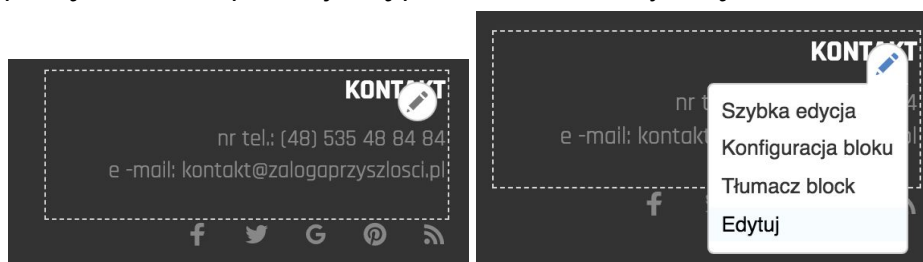 KONTAKT
nr tel.: (48) 535 48 84 84
e -mail: kontakt@zalogaprzyszlosci.pl
KONTAKT
nr
e -mail:
Szybka edycja
Konfiguracja bloku
Tłumacz block
Edytuj